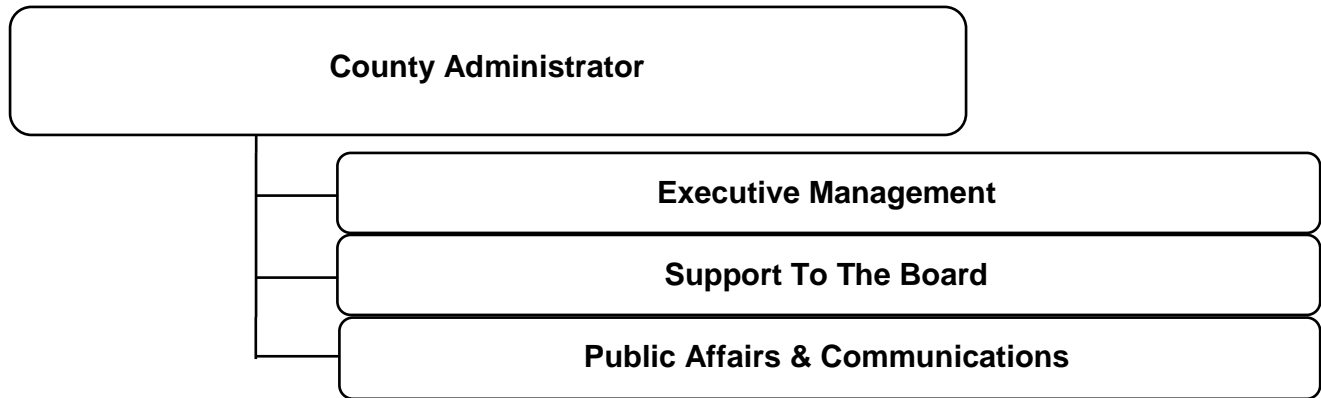 County Administrator
Executive Management
Support To The Board
Public Affairs & Communications